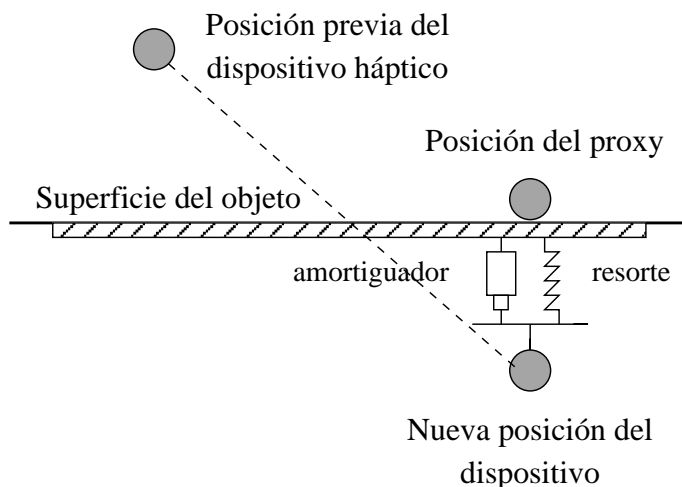 Posición previa del
dispositivo háptico
Posición del proxy
Superficie del objeto
amortiguador
resorte
Nueva posición del
dispositivo